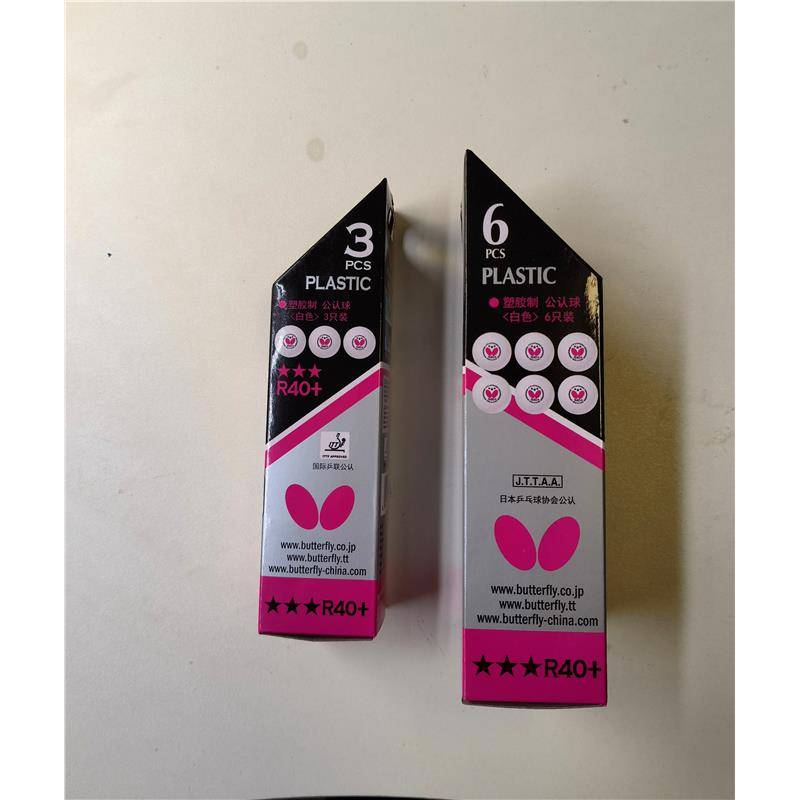 3
PCS
PLASTIC
塑胶制 公认球
<白色> 3只装
★★★
R40+
ITTF
ITTF APPROVED
国际乒联公认
www.butterfly.co.jp
www.butterfly.tt
www.butterfly-china.com
★★★R40+
6
PCS
PLASTIC
塑胶制 公认球
<白色> 6只装
J.T.T.A.A.
日本乒乓球协会公认
www.butterfly.co.jp
www.butterfly.tt
www.butterfly-china.com
★★★R40+